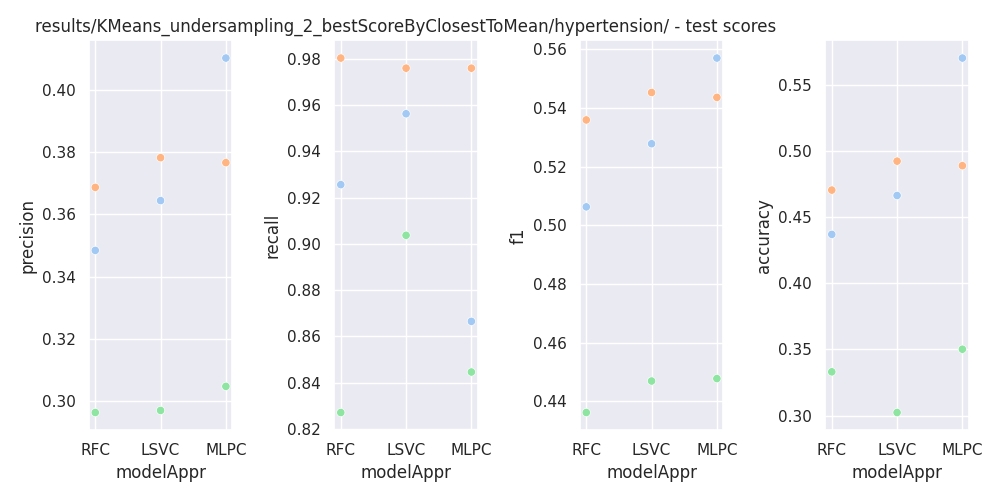 results/KMeans_undersampling_2_bestScoreByClosestToMean/hypertension/ - test scores
precision
0.40
0.38
0.36
0.34
0.32
0.30
RFC LSVC MLPC
modelAppr
recall
0.98
0.96
0.94
0.92
0.90
0.88
0.86
0.84
0.82
RFC LSVC MLPC
modelAppr
f1
0.56
0.54
0.52
0.50
0.48
0.46
0.44
RFC LSVC MLPC
modelAppr
accuracy
0.55
0.50
0.45
0.40
0.35
0.30
RFC LSVC MLPC
modelAppr